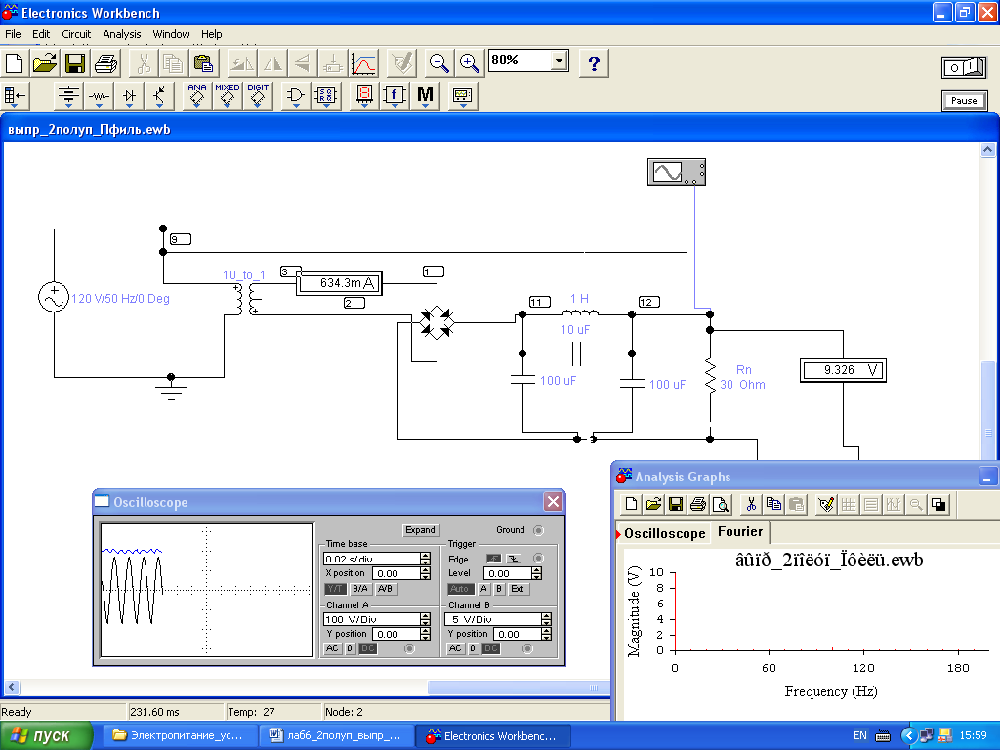 Electronics Workbench
File Edit Circuit Analysis Window Help
80%
?
ANA MIXED DIGIT
f M
Pause
выпр_2полуп_Пфиль.ewb
9
10_to_1
3
634.3m A
1
120 V/50 Hz/0 Deg
2
11
1 H
12
10 uF
100 uF
100 uF
Rn
30 Ohm
9.326 V
Oscilloscope
Expand
Ground
Time base
Trigger
0.02 s/div
Edge
X position 0.00
Level 0.00
Y/T B/A A/B
Auto A B Ext
Channel A
Channel B
100 V/Div
5 V/Div
Y position 0.00
Y position 0.00
AC 0 DC
AC 0 DC
Analysis Graphs
Oscilloscope Fourier
âûïð_2ïîëóï_Ïôèëü.ewb
Magnitude (V)
10
8
6
4
2
0
0 60 120 180
Frequency (Hz)
Ready
231.60 ms
Temp: 27
Node: 2
пуск
Электропитание_ус...
лаб6_2полуп_выпр_...
Electronics Workbenc...
EN
15:59